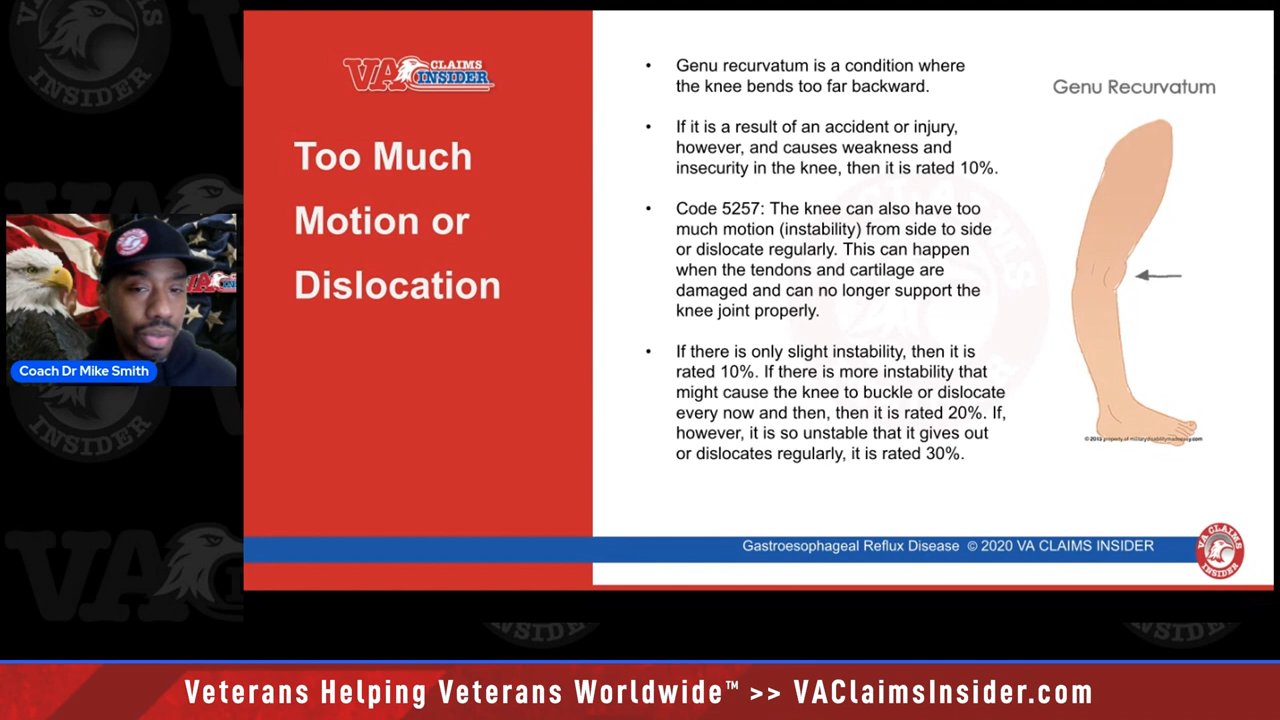 VA CLAIMS
INSIDER
Too Much
Motion or
Dislocation
• Genu recurvatum is a condition where
the knee bends too far backward.
• If it is a result of an accident or injury,
however, and causes weakness and
insecurity in the knee, then it is rated 10%.
• Code 5257: The knee can also have too
much motion (instability) from side to side
or dislocate regularly. This can happen
when the tendons and cartilage are
damaged and can no longer support the
knee joint properly.
• If there is only slight instability, then it is
rated 10%. If there is more instability that
might cause the knee to buckle or dislocate
every now and then, then it is rated 20%. If,
however, it is so unstable that it gives out
or dislocates regularly, it is rated 30%.
Genu Recurvatum
Coach Dr Mike Smith
Gastroesophageal Reflux Disease © 2020 VA CLAIMS INSIDER
VA CLAIMS
INSIDER
Veterans Helping Veterans Worldwide™ >> VAClaimsInsider.com